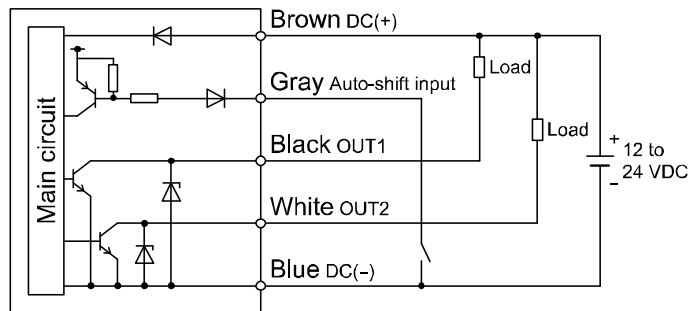 Main circuit
Brown DC(+)
Load
Gray Auto-shift input
Load
Black OUT1
+
12 to
24 VDC
-
White OUT2
Blue DC(−)